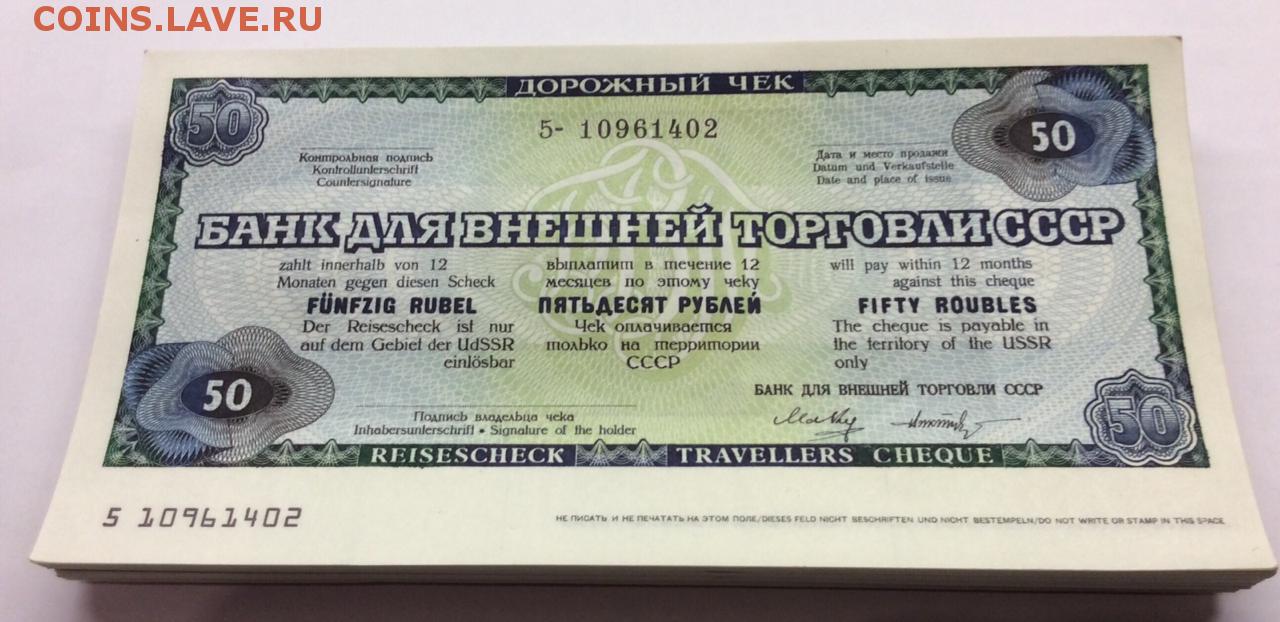 COINS.LAVE.RU
ДОРОЖНЫЙ ЧЕК
50
5- 10961402
50
Контрольная подпись
Kontrollunterschrift
Countersignature
Дата и место продажи
Datum und Verkaufstelle
Date and place of issue
БАНК ДЛЯ ВНЕШНЕЙ ТОРГОВЛИ СССР
zahlt innerhalb von 12
Monaten gegen diesen Scheck
FÜNFZIG RUBEL
Der Reisescheck ist nur
auf dem Gebiet der UdSSR
einlösbar
выплатит в течение 12
месяцев по этому чеку
ПЯТЬДЕСЯТ РУБЛЕЙ
Чек оплачивается
только на территории
СССР
will pay within 12 months
against this cheque
FIFTY ROUBLES
The cheque is payable in
the territory of the USSR
only
50
БАНК ДЛЯ ВНЕШНЕЙ ТОРГОВЛИ СССР
50
Подпись владельца чека
Inhabersunterschrift • Signature of the holder
REISESCHECK TRAVELLERS CHEQUE
5 10961402
НЕ ПИСАТЬ И НЕ ПЕЧАТАТЬ НА ЭТОМ ПОЛЕ/DIESES FELD NICHT BESCHRIFTEN UND NICHT BESTEMPELN/DO NOT WRITE OR STAMP IN THIS SPACE